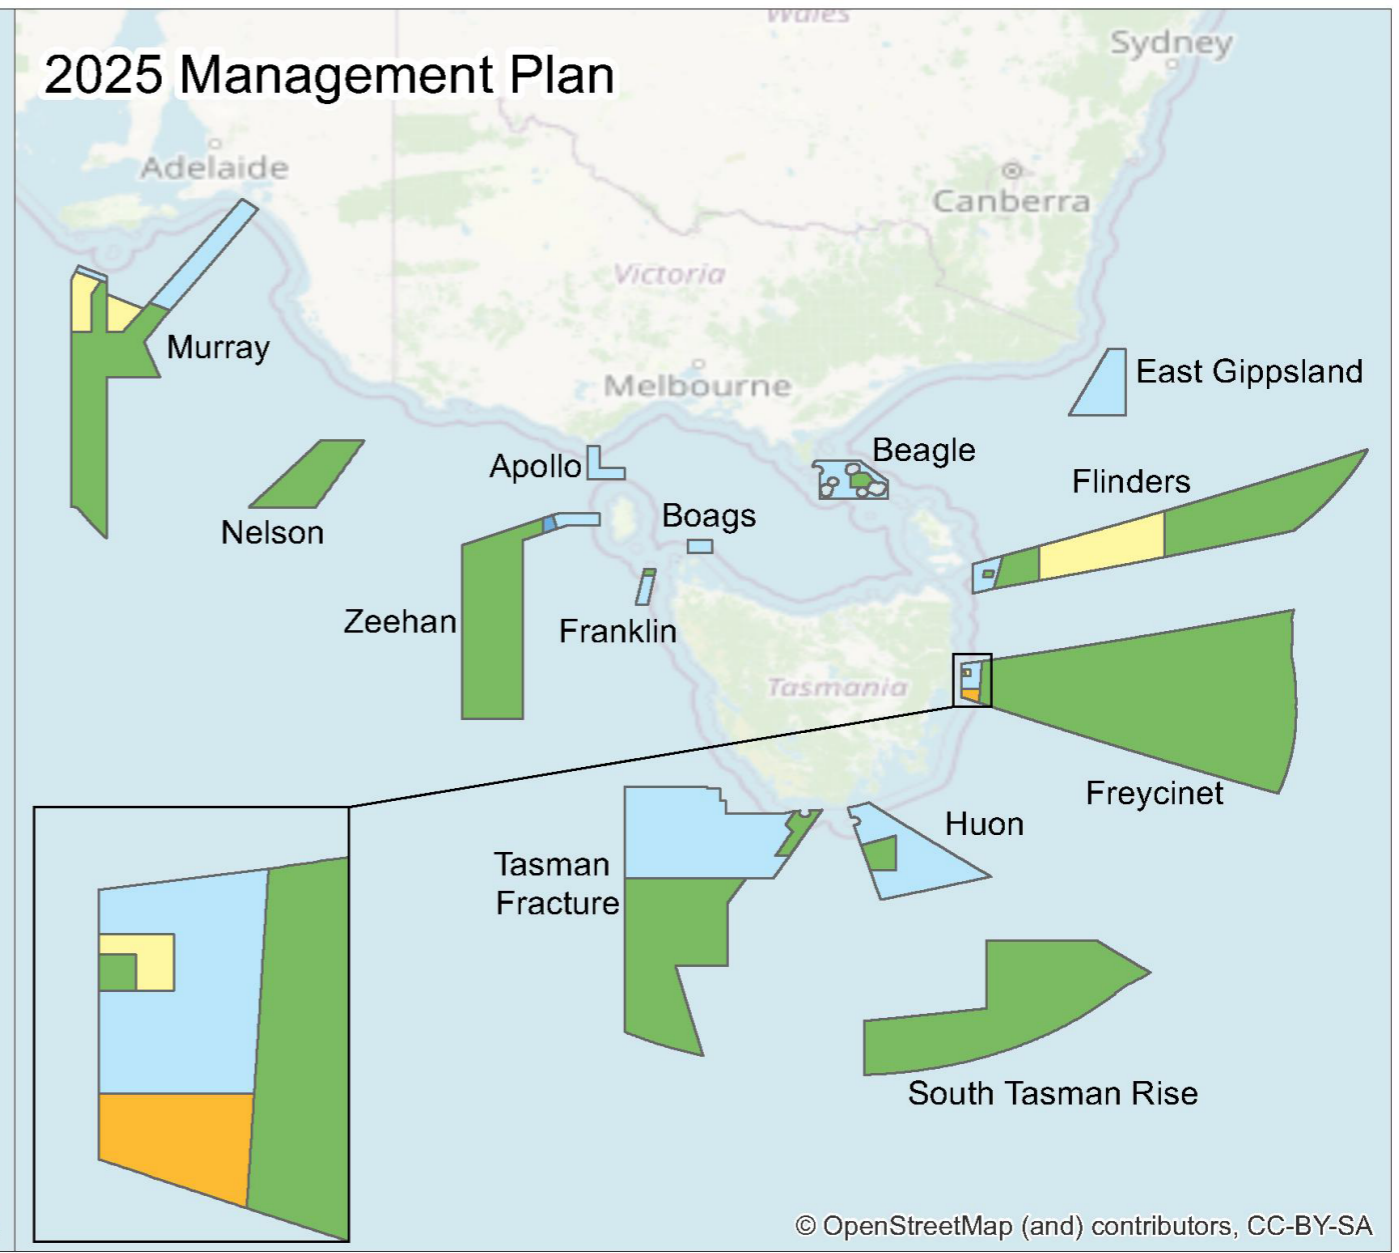 Wales
2025 Management Plan
Sydney
Adelaide
Canberra
Victoria
Murray
Melbourne
East Gippsland
Apollo
Beagle
Flinders
Nelson
Boags
Zeehan
Franklin
Tasmania
Freycinet
Huon
Tasman
Fracture
South Tasman Rise
© OpenStreetMap (and) contributors, CC-BY-SA